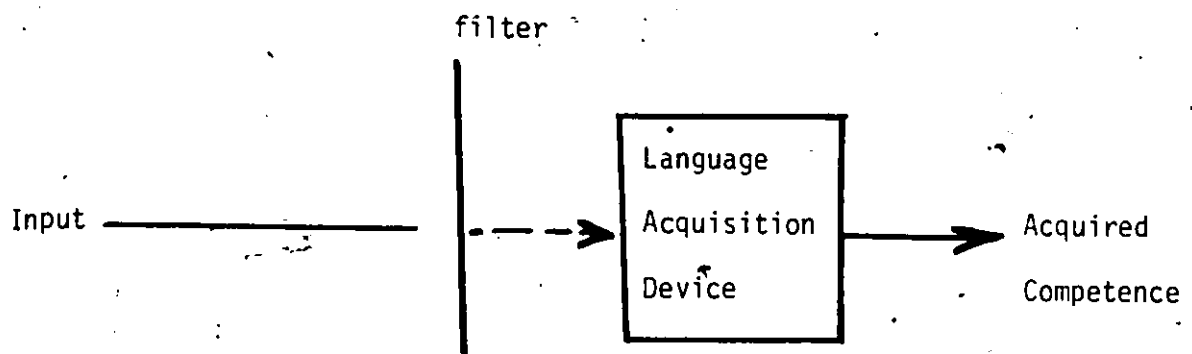 filter
Language
Input
Acquisition
Acquired
Device
Competence